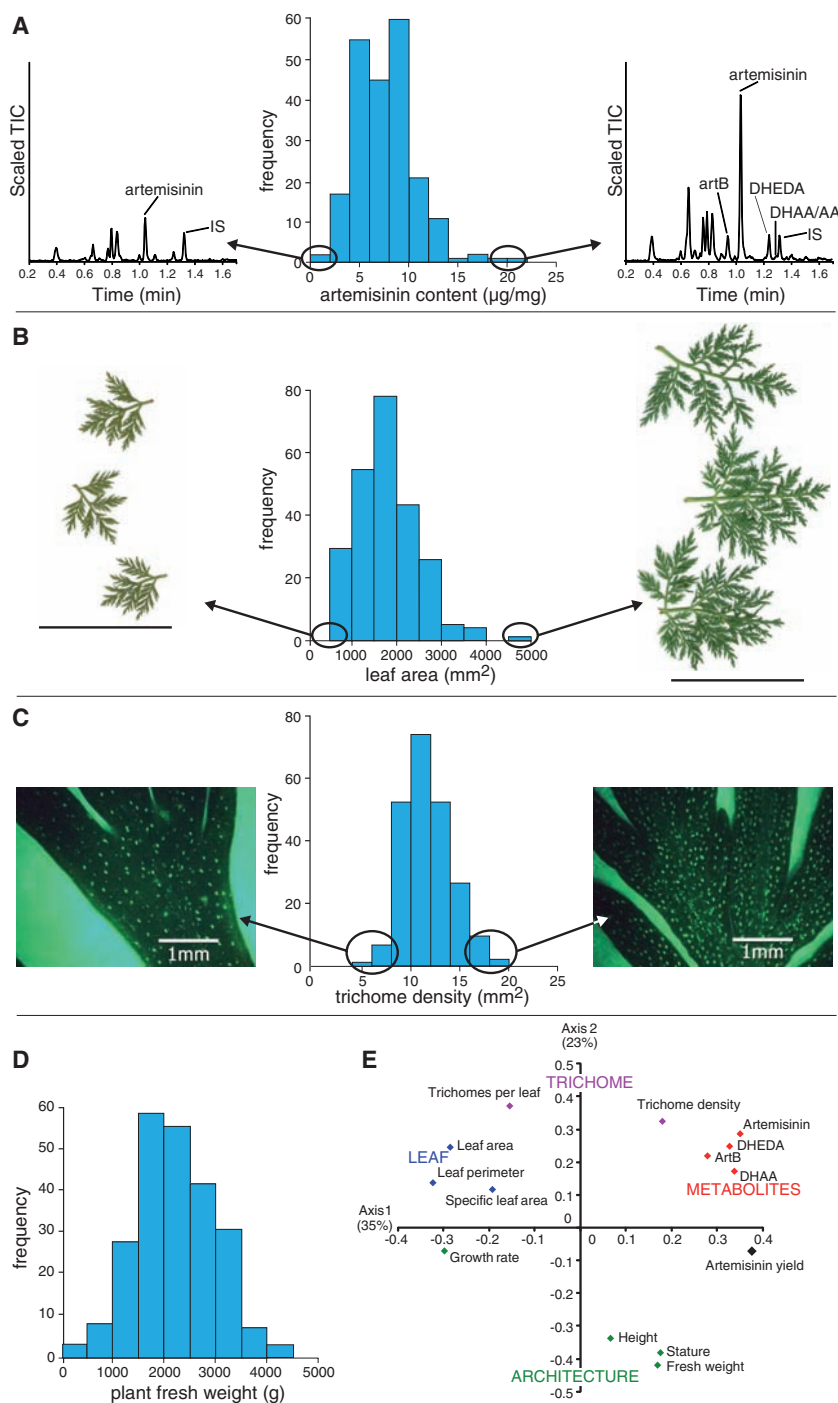 A
Scaled TIC
artemisinin
IS
0.2 0.4 0.6 0.8 1.0 1.2 1.4 1.6
Time (min)
frequency
60
50
40
30
20
10
0
0 5 10 15 20 25
artemisinin content (µg/mg)
Scaled TIC
artemisinin
artB
DHEDA
DHAA/AA
IS
0.2 0.4 0.6 0.8 1.0 1.2 1.4 1.6
Time (min)
B
frequency
80
60
40
20
0
0 1000 2000 3000 4000 5000
leaf area (mm²)
C
1mm
frequency
80
60
40
20
0
0 5 10 15 20 25
trichome density (mm²)
1mm
D
frequency
60
50
40
30
20
10
0
0 1000 2000 3000 4000 5000
plant fresh weight (g)
E
Axis 2
(23%)
0.5
0.4
0.3
0.2
0.1
0
-0.1
-0.2
-0.3
-0.4
-0.5
Axis1
(35%)
-0.4 -0.3 -0.2 -0.1 0 0.1 0.2 0.3 0.4
TRICHOME
Trichomes per leaf
Trichome density
Artemisinin
DHEDA
ArtB
DHAA
METABOLITES
Leaf area
LEAF
Leaf perimeter
Specific leaf area
Growth rate
Artemisinin yield
Height
Stature
Fresh weight
ARCHITECTURE